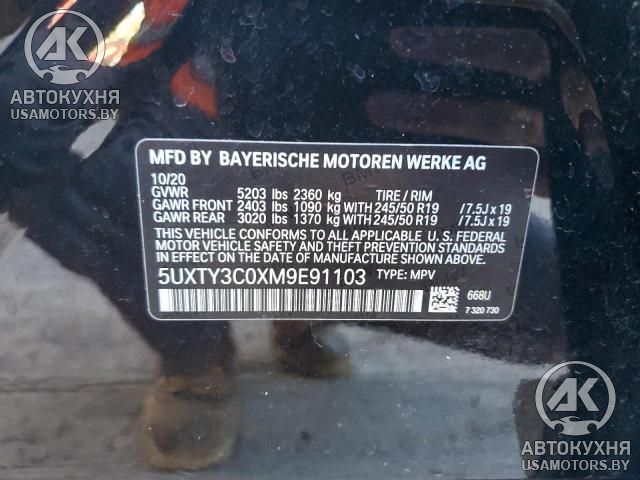 АК
АВТОКУХНЯ
USAMOTORS.BY
MFD BY BAYERISCHE MOTOREN WERKE AG
10/20
GVWR 5203 lbs 2360 kg TIRE / RIM
GAWR FRONT 2403 lbs 1090 kg WITH 245/50 R19 /7.5J x 19
GAWR REAR 3020 lbs 1370 kg WITH 245/50 R19 /7.5J x 19
THIS VEHICLE CONFORMS TO ALL APPLICABLE U. S. FEDERAL
MOTOR VEHICLE SAFETY AND THEFT PREVENTION STANDARDS
IN EFFECT ON THE DATE OF MANUFACTURE SHOWN ABOVE.
5UXTY3C0XM9E91103 TYPE: MPV
668U
7 320 730
АК
АВТОКУХНЯ
USAMOTORS.BY